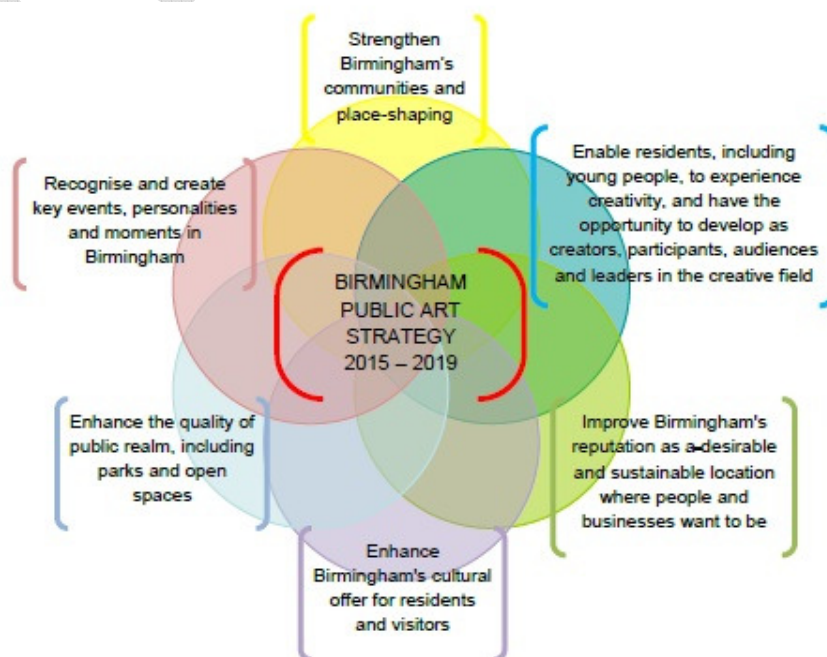 Strengthen
Birmingham's
communities and
place-shaping
Enable residents, including
young people, to experience
creativity, and have the
opportunity to develop as
creators, participants, audiences
and leaders in the creative field
Recognise and create
key events, personalities
and moments in
Birmingham
BIRMINGHAM
PUBLIC ART
STRATEGY
2015 – 2019
Enhance the quality of
public realm, including
parks and open
spaces
Improve Birmingham's
reputation as a-desirable
and sustainable location
where people and
businesses want to be
Enhance
Birmingham's cultural
offer for residents
and visitors